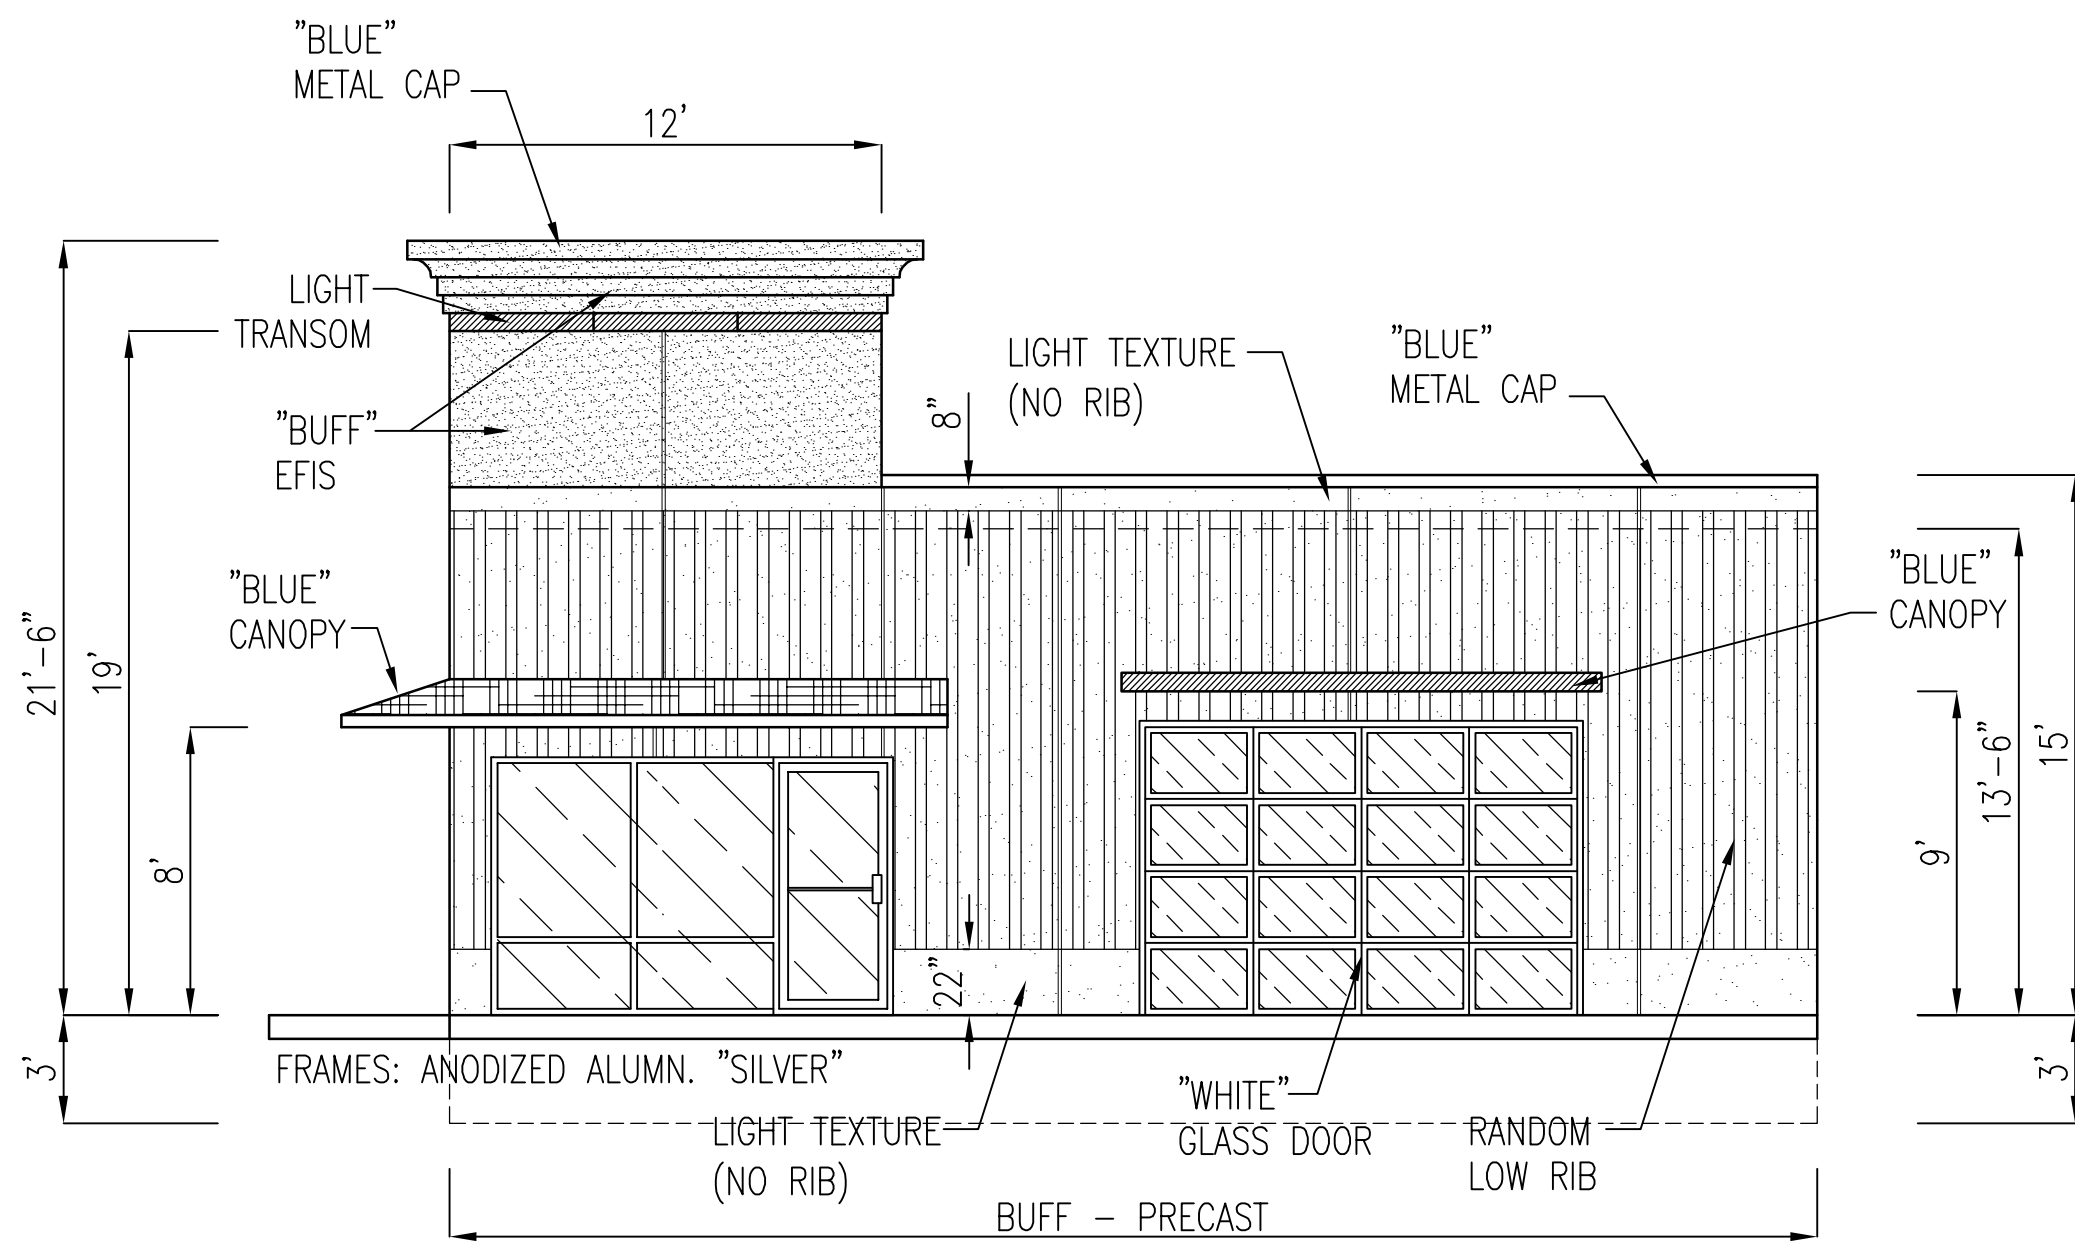 ”BLUE”
METAL CAP
12’
LIGHT
TRANSOM
LIGHT TEXTURE
(NO RIB)
”BLUE”
METAL CAP
8”
”BUFF”
EFIS
”BLUE”
CANOPY
”BLUE”
CANOPY
21’-6”
19’
8’
3’
9’
13’-6”
15’
3’
22”
FRAMES: ANODIZED ALUMN. ”SILVER”
LIGHT TEXTURE
(NO RIB)
”WHITE”
GLASS DOOR
RANDOM
LOW RIB
BUFF – PRECAST